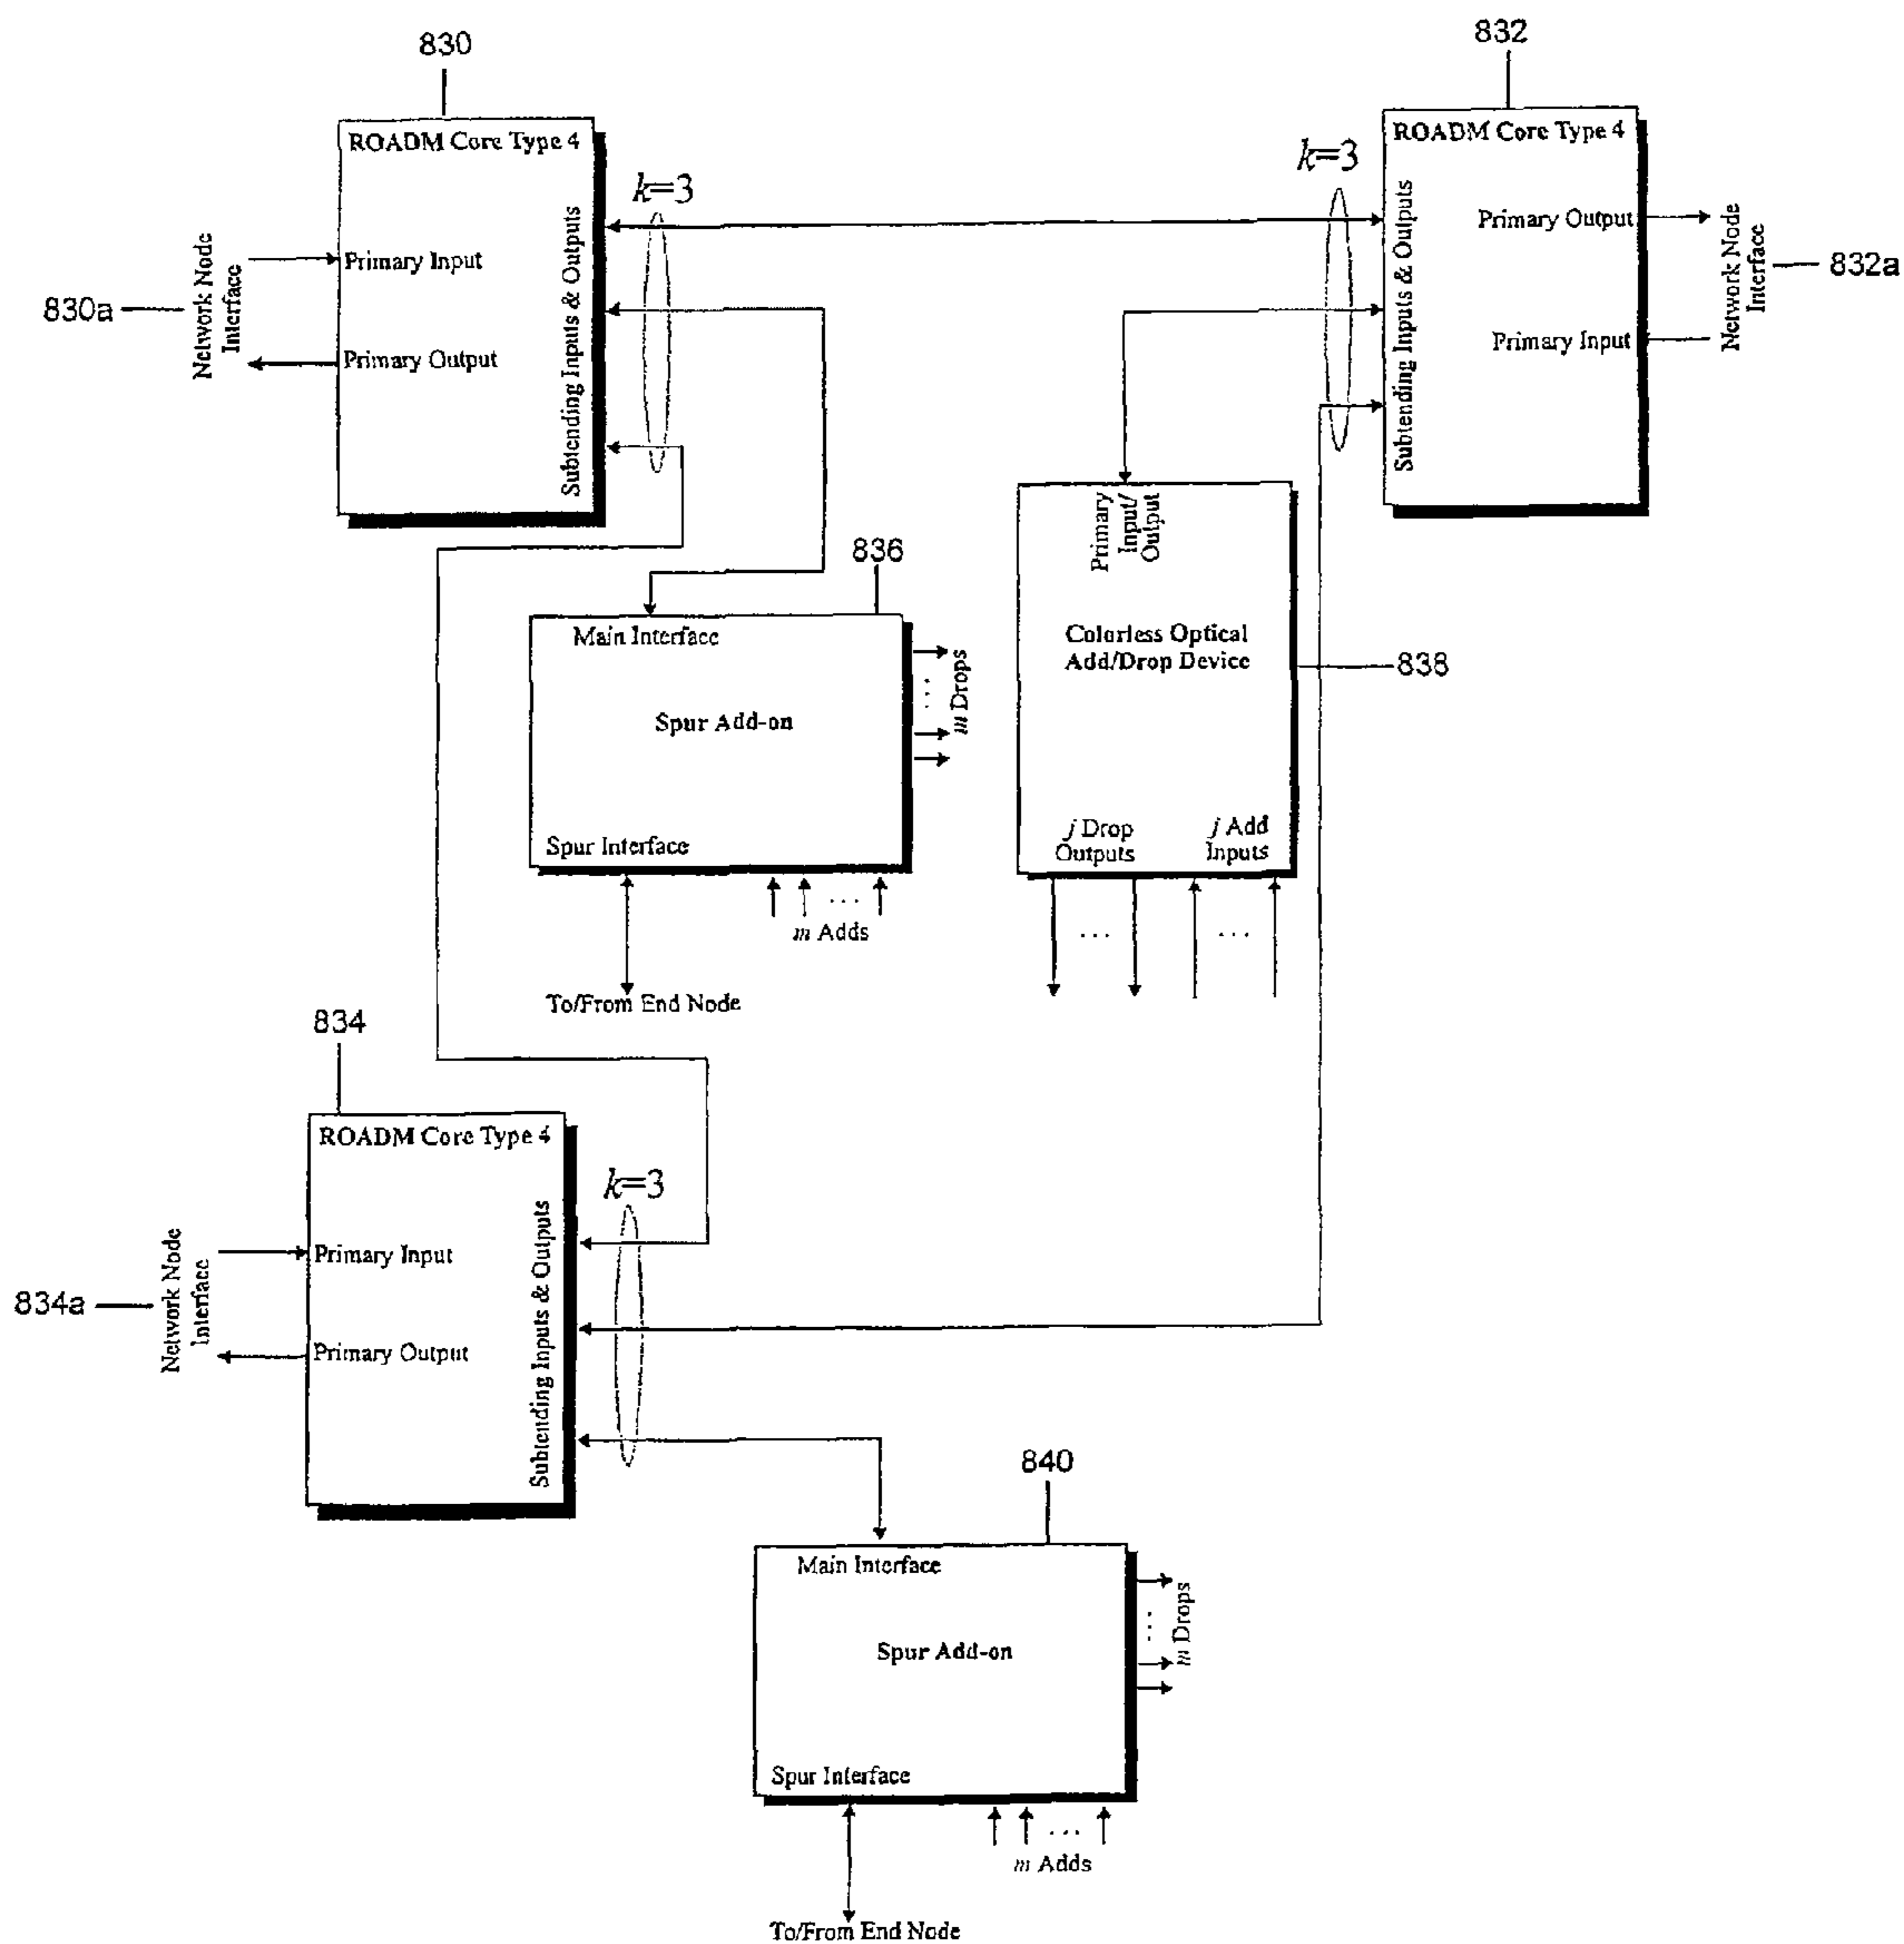 830
ROADM Core Type 4
k=3
Network Node
Interface
830a
Primary Input
Primary Output
Subtending Inputs & Outputs
832
ROADM Core Type 4
k=3
Subtending Inputs & Outputs
Primary Output
Primary Input
Network Node
Interface
832a
836
Main Interface
Spur Add-on
Spur Interface
m Drops
...
... 
m Adds
To/From End Node
Primary
Input/
Output
Colorless Optical
Add/Drop Device
838
j Drop
Outputs
j Add
Inputs
...
...
834
ROADM Core Type 4
k=3
Network Node
Interface
834a
Primary Input
Primary Output
Subtending Inputs & Outputs
840
Main Interface
Spur Add-on
Spur Interface
m Drops
...
...
m Adds
To/From End Node